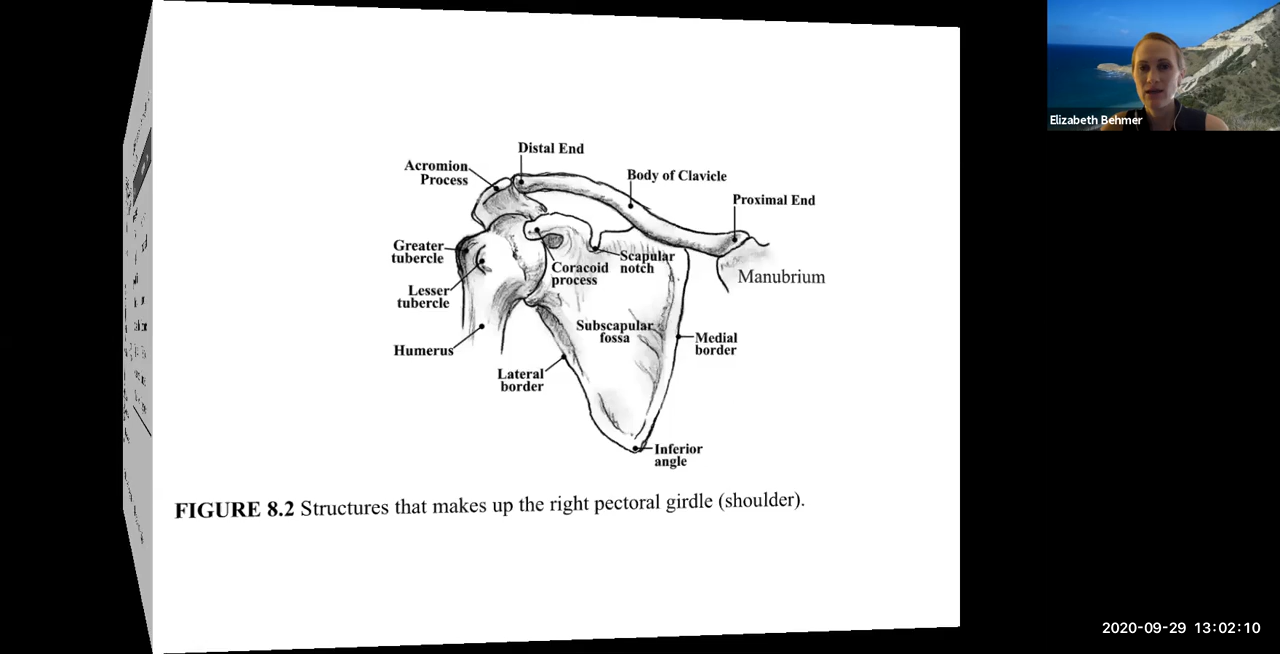 Elizabeth Behmer
Distal End
Acromion
Process
Body of Clavicle
Proximal End
Greater
tubercle
Scapular
notch
Coracoid
process
Manubrium
Lesser
tubercle
Subscapular
fossa
Medial
border
Humerus
Lateral
border
Inferior
angle
FIGURE 8.2 Structures that makes up the right pectoral girdle (shoulder).
2020-09-29 13:02:10